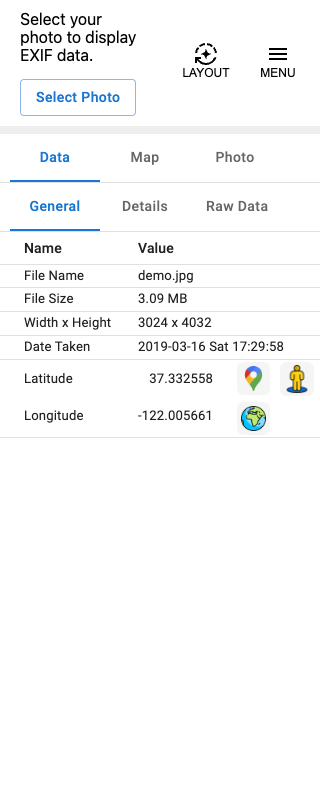 Select your
photo to display
EXIF data.
LAYOUT
MENU
Select Photo
Data Map Photo
General Details Raw Data
Name Value
File Name demo.jpg
File Size 3.09 MB
Width x Height 3024 x 4032
Date Taken 2019-03-16 Sat 17:29:58
Latitude 37.332558
Longitude -122.005661